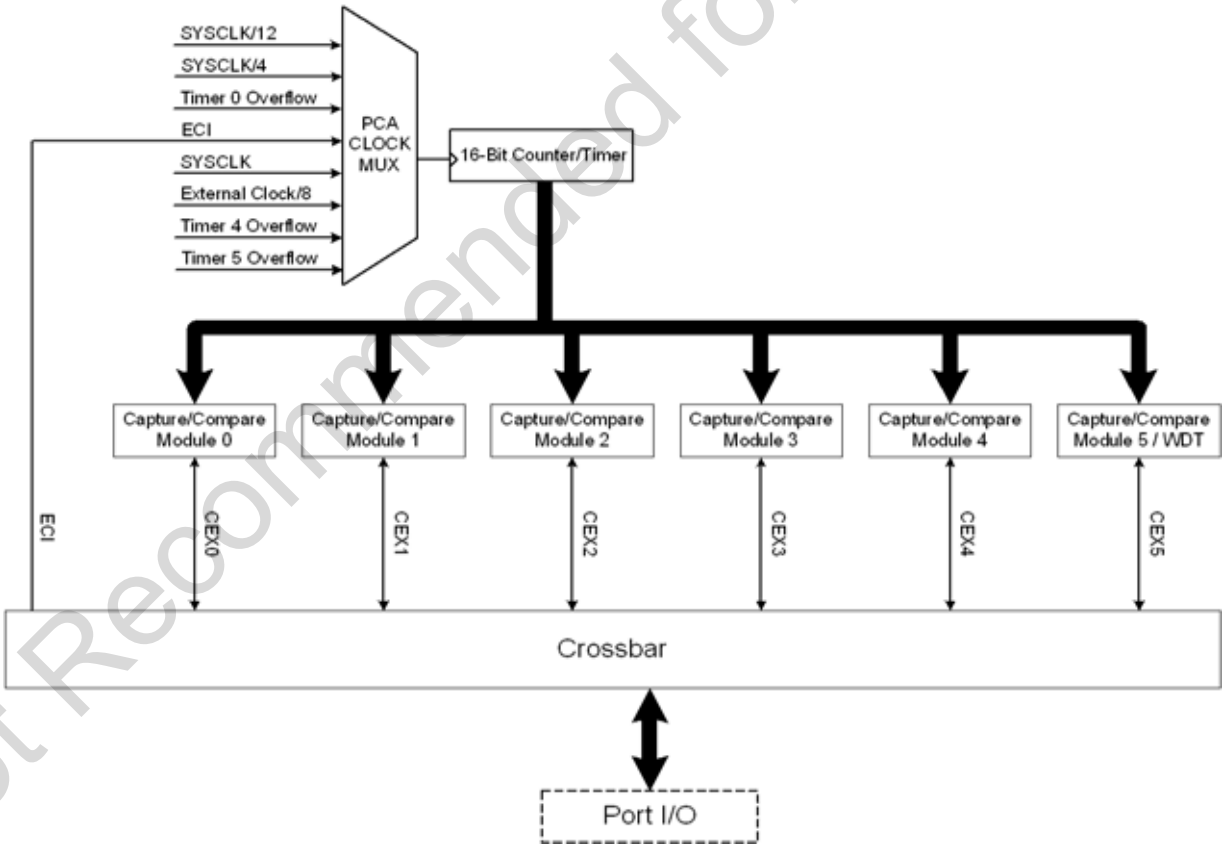 SYSCLK/12
SYSCLK/4
Timer 0 Overflow
ECI
SYSCLK
External Clock/8
Timer 4 Overflow
Timer 5 Overflow
PCA
CLOCK
MUX
16-Bit Counter/Timer
Capture/Compare
Module 0
Capture/Compare
Module 1
Capture/Compare
Module 2
Capture/Compare
Module 3
Capture/Compare
Module 4
Capture/Compare
Module 5 / WDT
ECI
CEX0
CEX1
CEX2
CEX3
CEX4
CEX5
Crossbar
Port I/O
Recommended